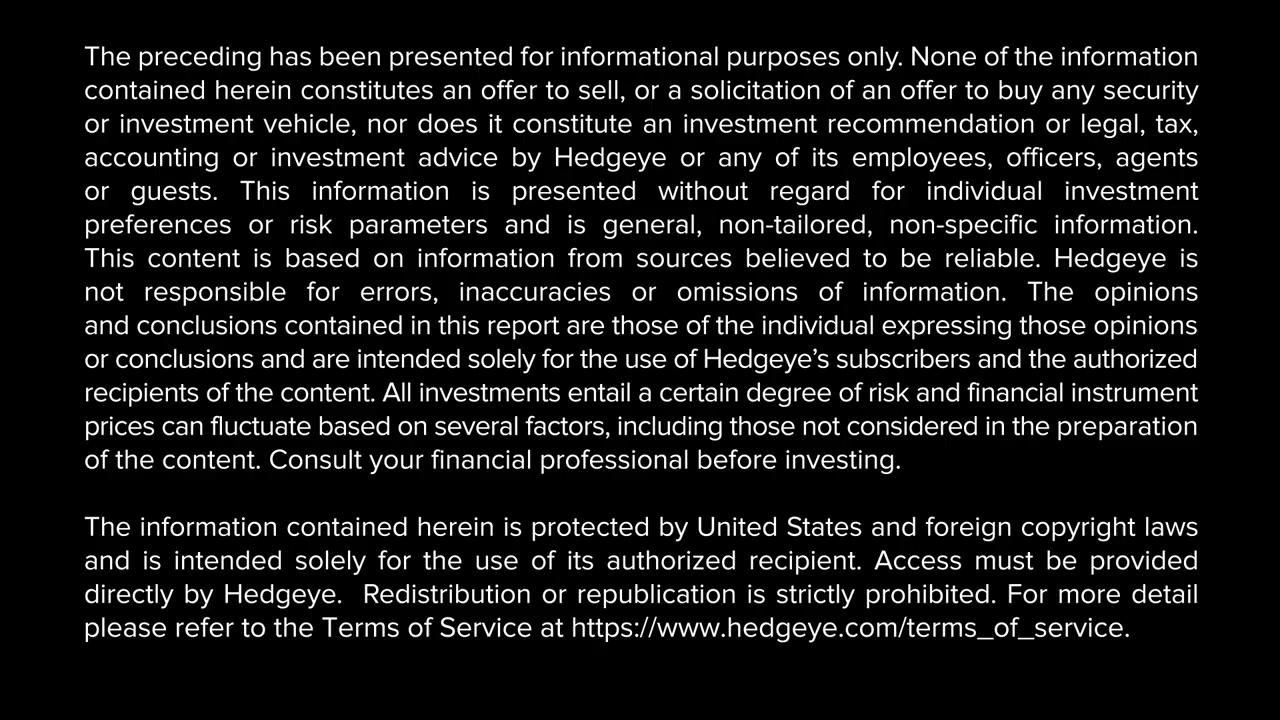 The preceding has been presented for informational purposes only. None of the information
contained herein constitutes an offer to sell, or a solicitation of an offer to buy any security
or investment vehicle, nor does it constitute an investment recommendation or legal, tax,
accounting or investment advice by Hedgeye or any of its employees, officers, agents
or guests. This information is presented without regard for individual investment
preferences or risk parameters and is general, non-tailored, non-specific information.
This content is based on information from sources believed to be reliable. Hedgeye is
not responsible for errors, inaccuracies or omissions of information. The opinions
and conclusions contained in this report are those of the individual expressing those opinions
or conclusions and are intended solely for the use of Hedgeye’s subscribers and the authorized
recipients of the content. All investments entail a certain degree of risk and financial instrument
prices can fluctuate based on several factors, including those not considered in the preparation
of the content. Consult your financial professional before investing.
The information contained herein is protected by United States and foreign copyright laws
and is intended solely for the use of its authorized recipient. Access must be provided
directly by Hedgeye. Redistribution or republication is strictly prohibited. For more detail
please refer to the Terms of Service at https://www.hedgeye.com/terms_of_service.